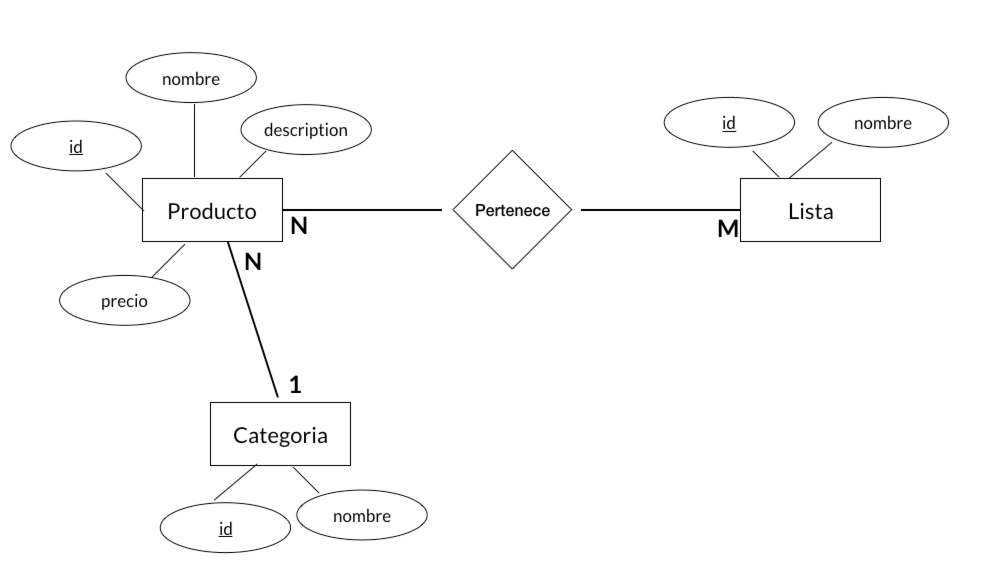 nombre
description
id
Producto
N
N
precio
Pertenece
id
nombre
M
Lista
1
Categoria
id
nombre